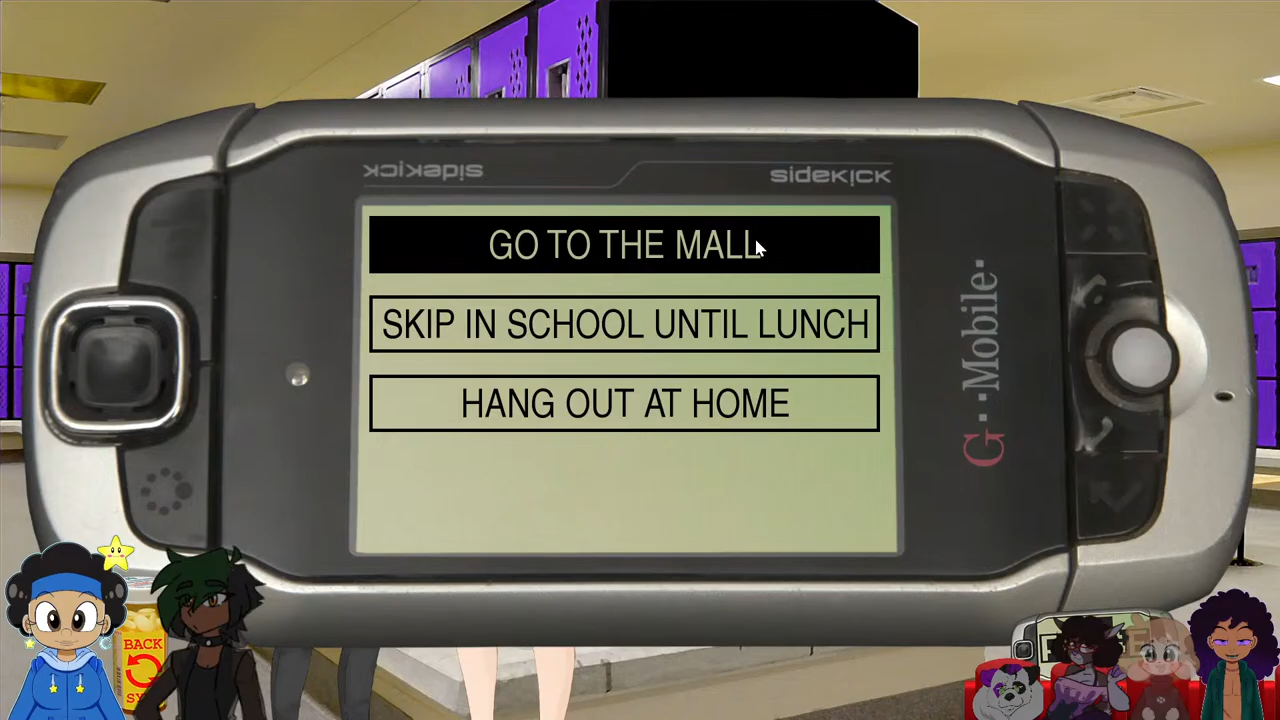 sidekick
sidekick
GO TO THE MALL
SKIP IN SCHOOL UNTIL LUNCH
HANG OUT AT HOME
G··Mobile·
BACK